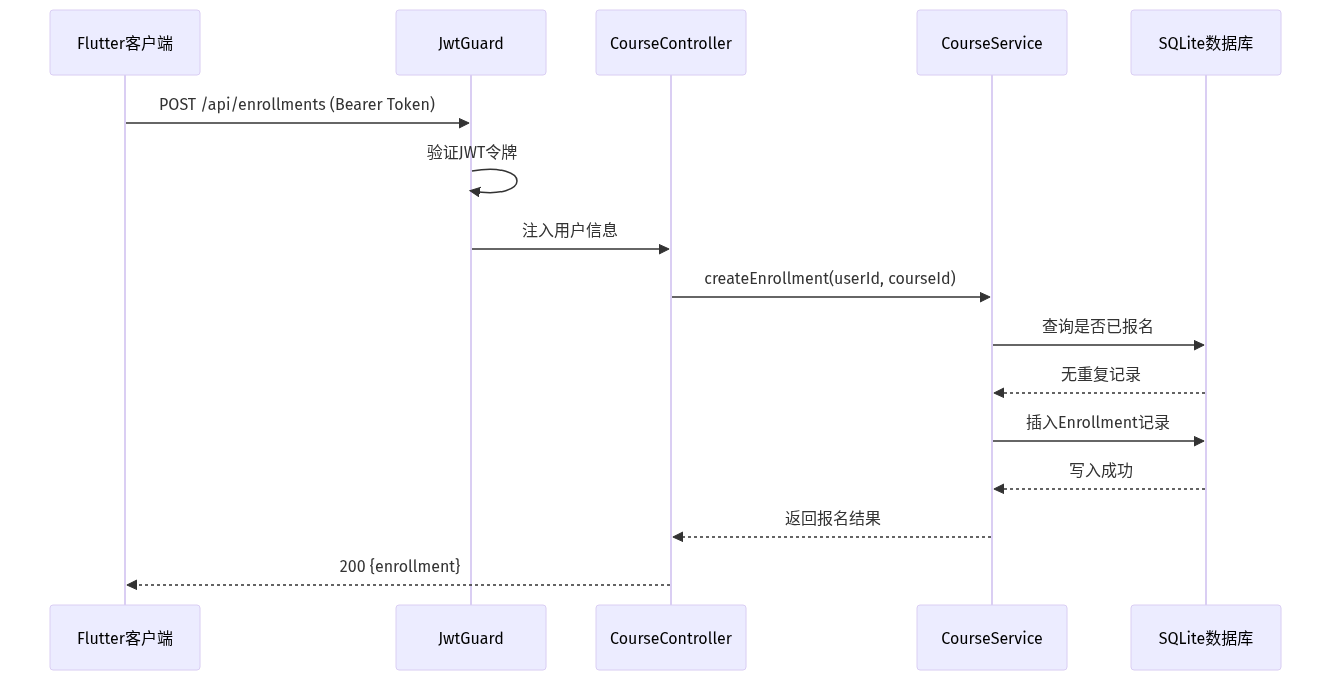 Flutter客户端
JwtGuard
CourseController
CourseService
SQLite数据库
POST /api/enrollments (Bearer Token)
验证JWT令牌
注入用户信息
createEnrollment(userId, courseId)
查询是否已报名
无重复记录
插入Enrollment记录
写入成功
返回报名结果
200 {enrollment}
Flutter客户端
JwtGuard
CourseController
CourseService
SQLite数据库